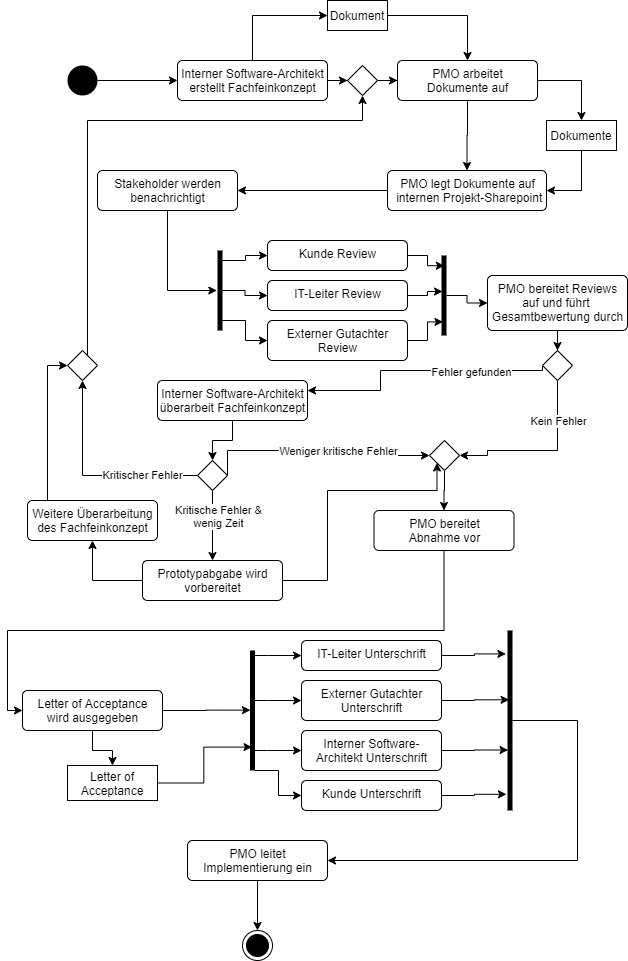 Dokument
Interner Software-Architekt
erstellt Fachfeinkonzept
PMO arbeitet
Dokumente auf
Dokumente
Stakeholder werden
benachrichtigt
PMO legt Dokumente auf
internen Projekt-Sharepoint
Kunde Review
IT-Leiter Review
Externer Gutachter
Review
PMO bereitet Reviews
auf und führt
Gesamtbewertung durch
Fehler gefunden
Interner Software-Architekt
überarbeit Fachfeinkonzept
Kein Fehler
Weniger kritische Fehler
Kritischer Fehler
Kritische Fehler &
wenig Zeit
Weitere Überarbeitung
des Fachfeinkonzept
PMO bereitet
Abnahme vor
Prototypabgabe wird
vorbereitet
IT-Leiter Unterschrift
Letter of Acceptance
wird ausgegeben
Externer Gutachter
Unterschrift
Interner Software-
Architekt Unterschrift
Letter of
Acceptance
Kunde Unterschrift
PMO leitet
Implementierung ein